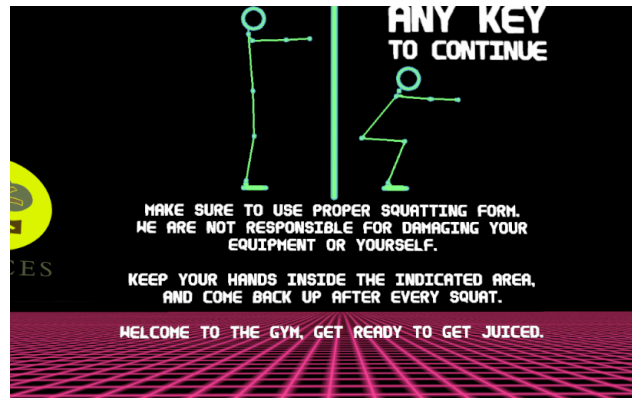 ANY KEY
TO CONTINUE
MAKE SURE TO USE PROPER SQUATTING FORM.
WE ARE NOT RESPONSIBLE FOR DAMAGING YOUR
EQUIPMENT OR YOURSELF.
CES
KEEP YOUR HANDS INSIDE THE INDICATED AREA,
AND COME BACK UP AFTER EVERY SQUAT.
WELCOME TO THE GYM, GET READY TO GET JUICED.